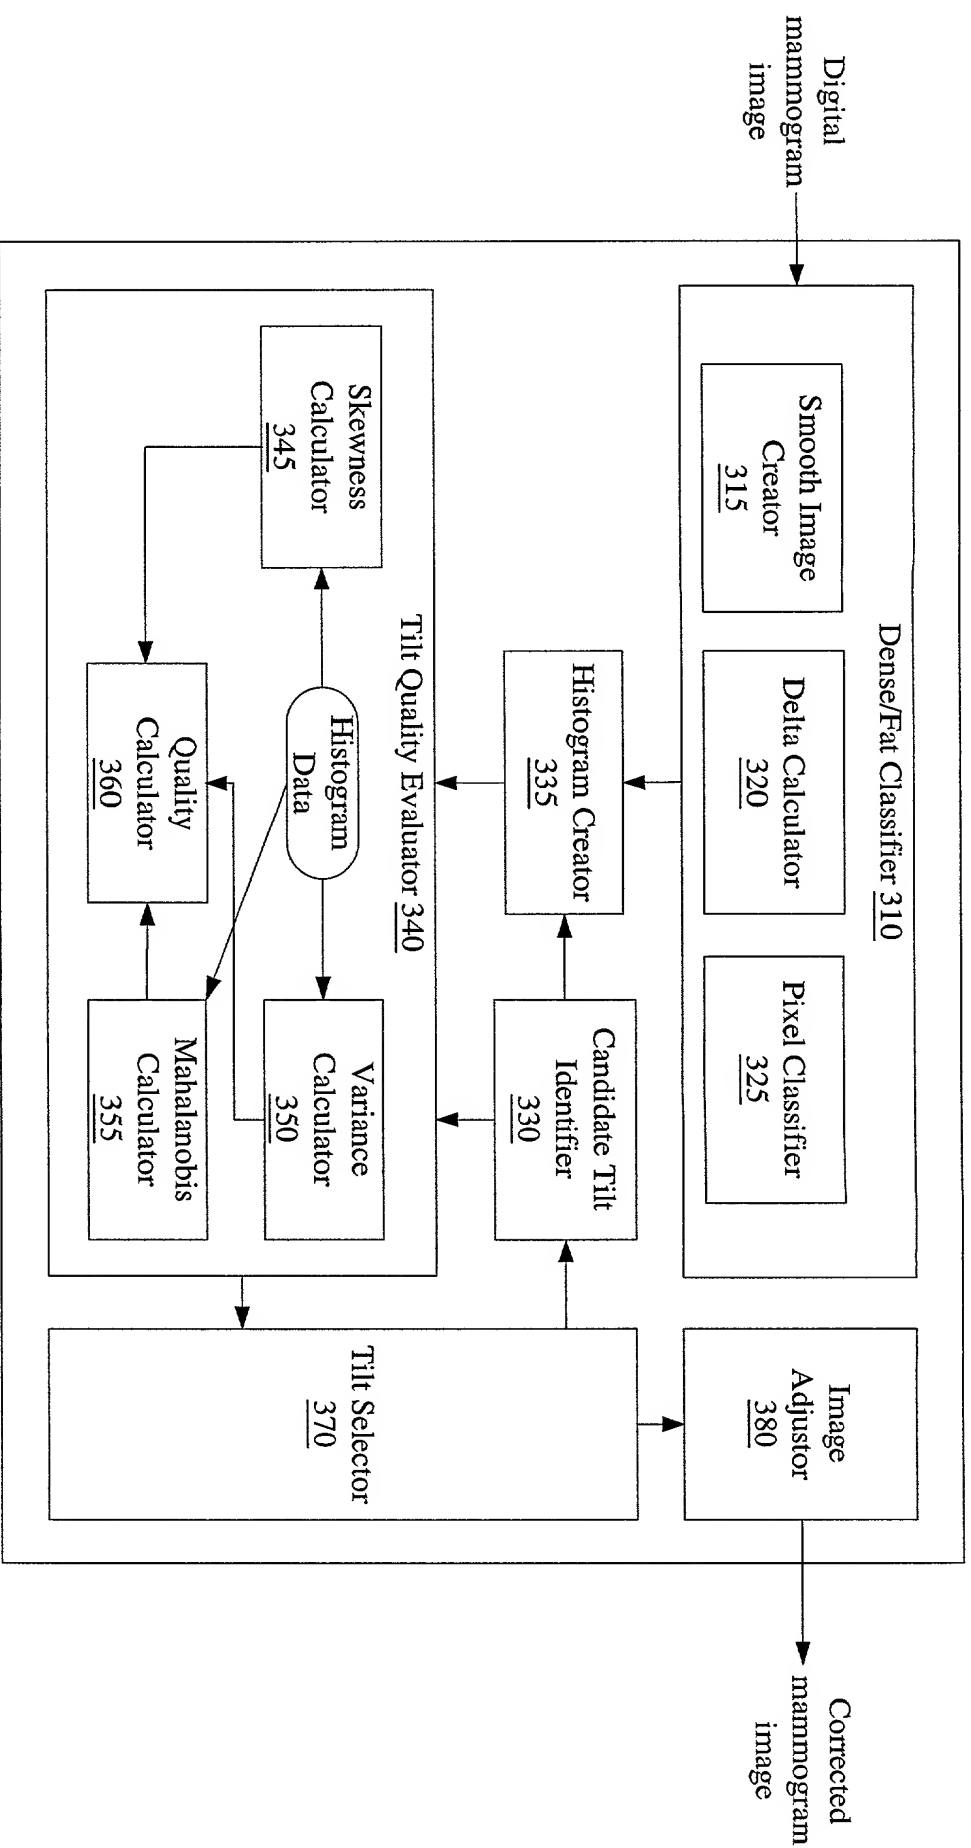 Digital
mammogram
image
Dense/Fat Classifier 310
Smooth Image
Creator
315
Delta Calculator
320
Pixel Classifier
325
Image
Adjustor
380
Corrected
mammogram
image
Histogram Creator
335
Candidate Tilt
Identifier
330
Tilt Quality Evaluator 340
Skewness
Calculator
345
Histogram
Data
Variance
Calculator
350
Quality
Calculator
360
Mahalanobis
Calculator
355
Tilt Selector
370